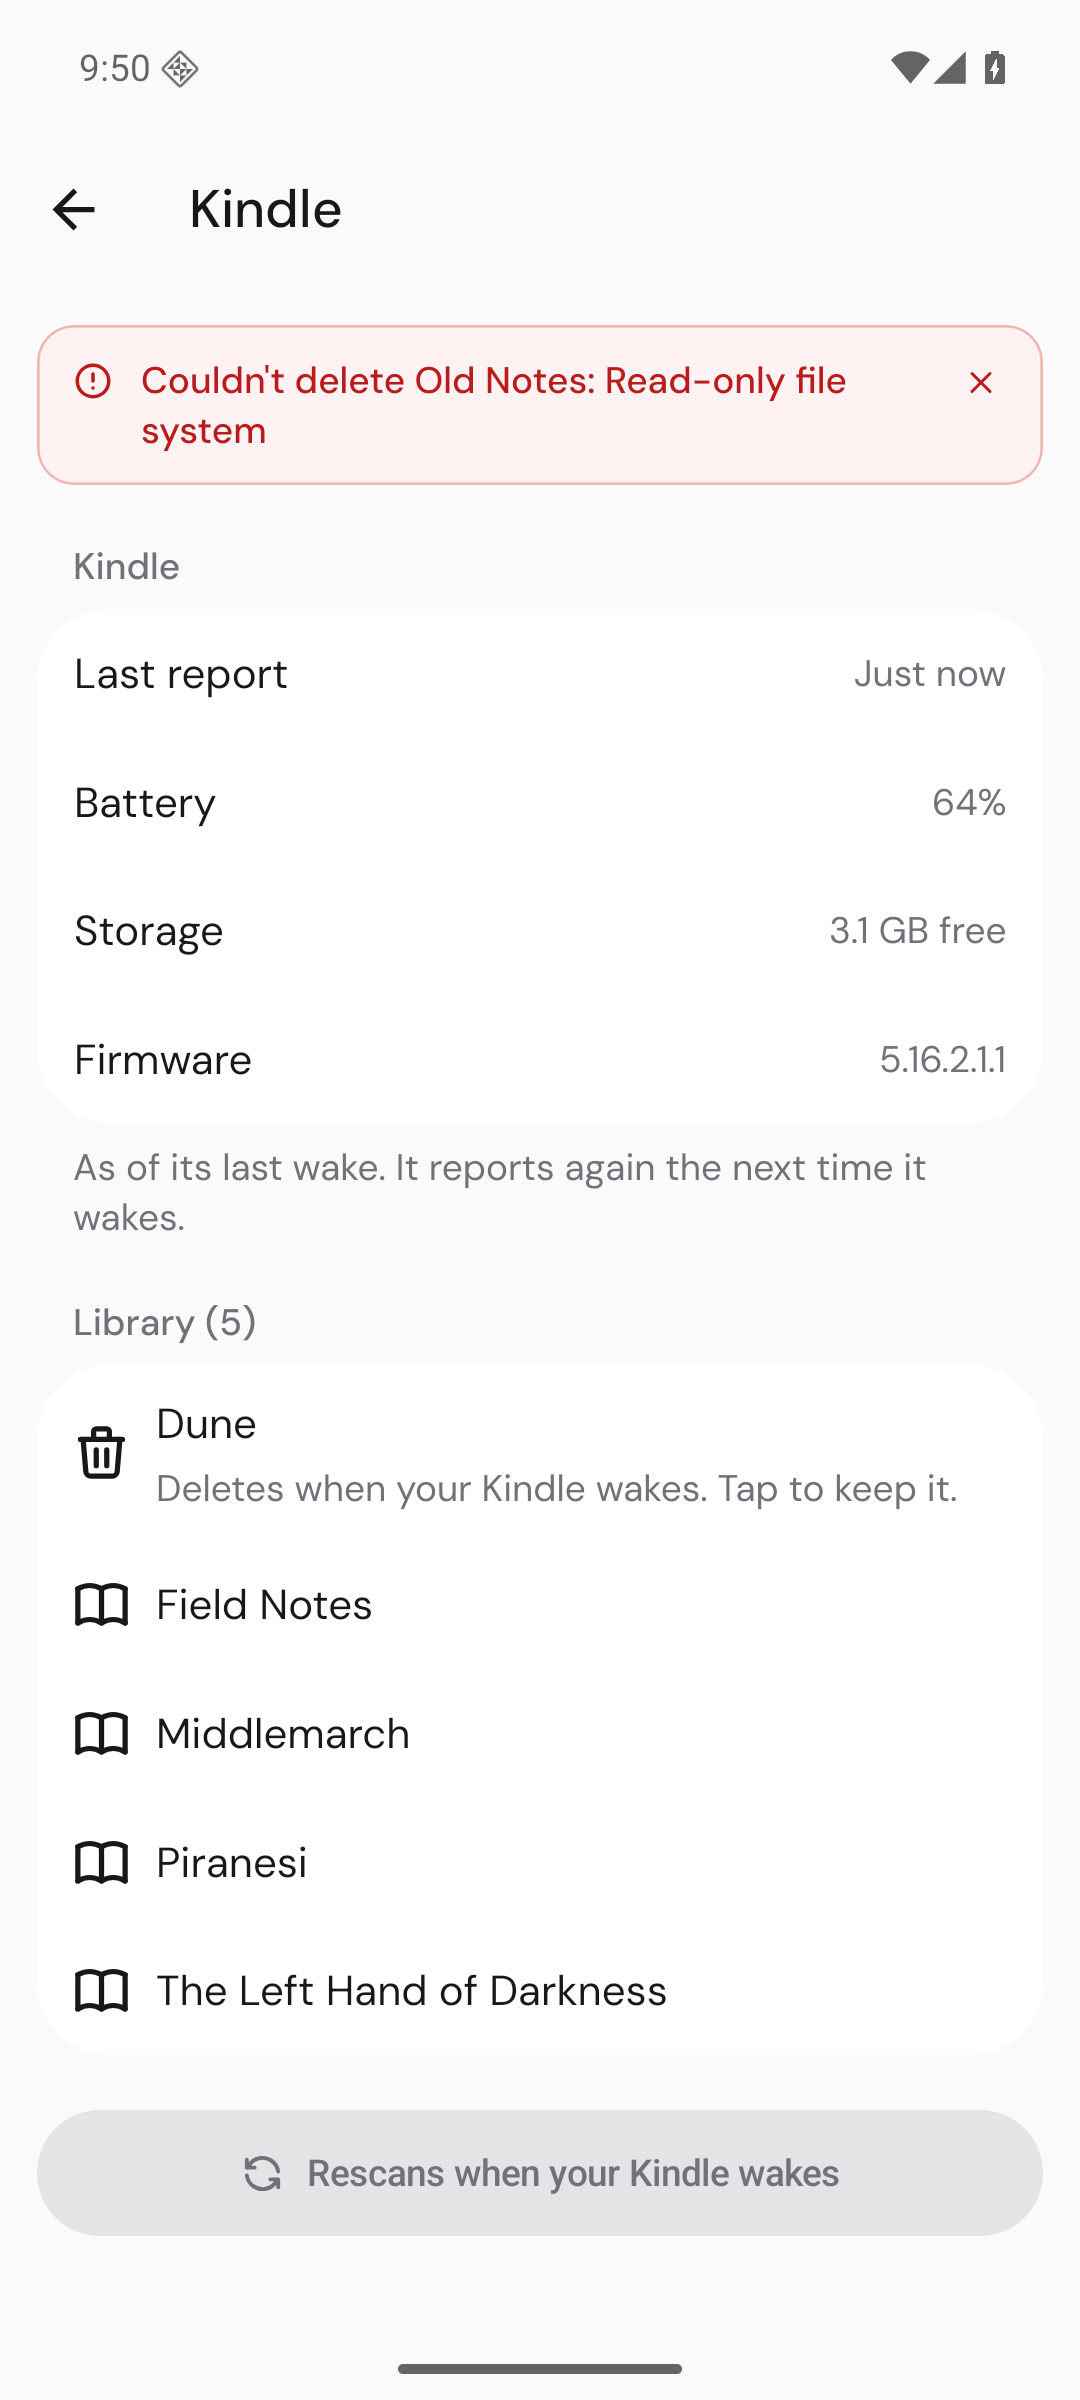 9:50
Kindle
Couldn't delete Old Notes: Read-only file
system
Kindle
Last report Just now
Battery 64%
Storage 3.1 GB free
Firmware 5.16.2.1.1
As of its last wake. It reports again the next time it
wakes.
Library (5)
Dune
Deletes when your Kindle wakes. Tap to keep it.
Field Notes
Middlemarch
Piranesi
The Left Hand of Darkness
Rescans when your Kindle wakes